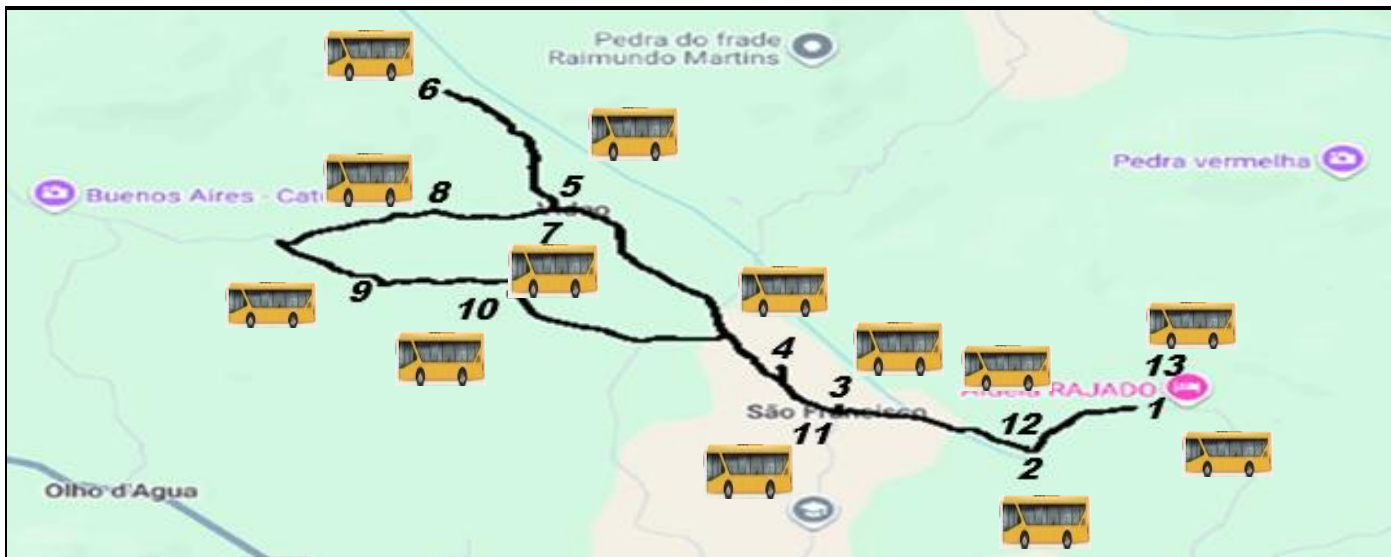 Pedra do frade
Raimundo Martins
6
Pedra vermelha
5
Buenos Aires -
8
7
9
10
4
13
3
RAJADO
1
São Francisco
11
12
2
Olho d'Agua